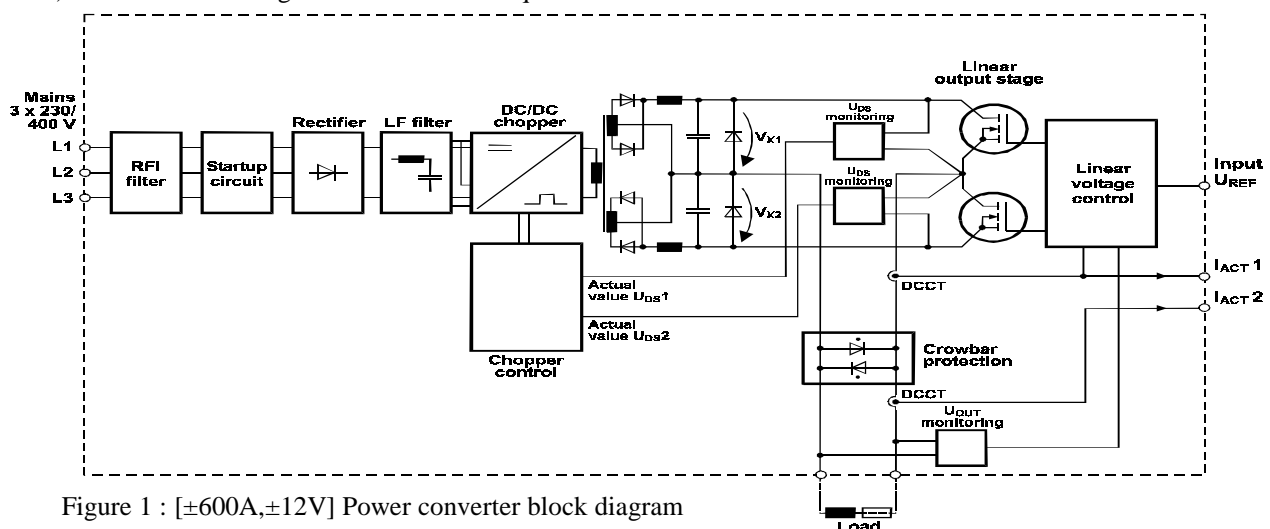 Mains
3 x 230/
400 V
L1
L2
L3
RFI
filter
Startup
circuit
Rectifier
LF filter
DC/DC
chopper
Chopper
control
Actual
value UDS1
Actual
value UDS2
VX1
VX2
UDS
monitoring
UDS
monitoring
Linear
output stage
Linear
voltage
control
Input
UREF
IACT 1
IACT 2
DCCT
Crowbar
protection
DCCT
UOUT
monitoring
Load
Figure 1 : [±600A,±12V] Power converter block diagram